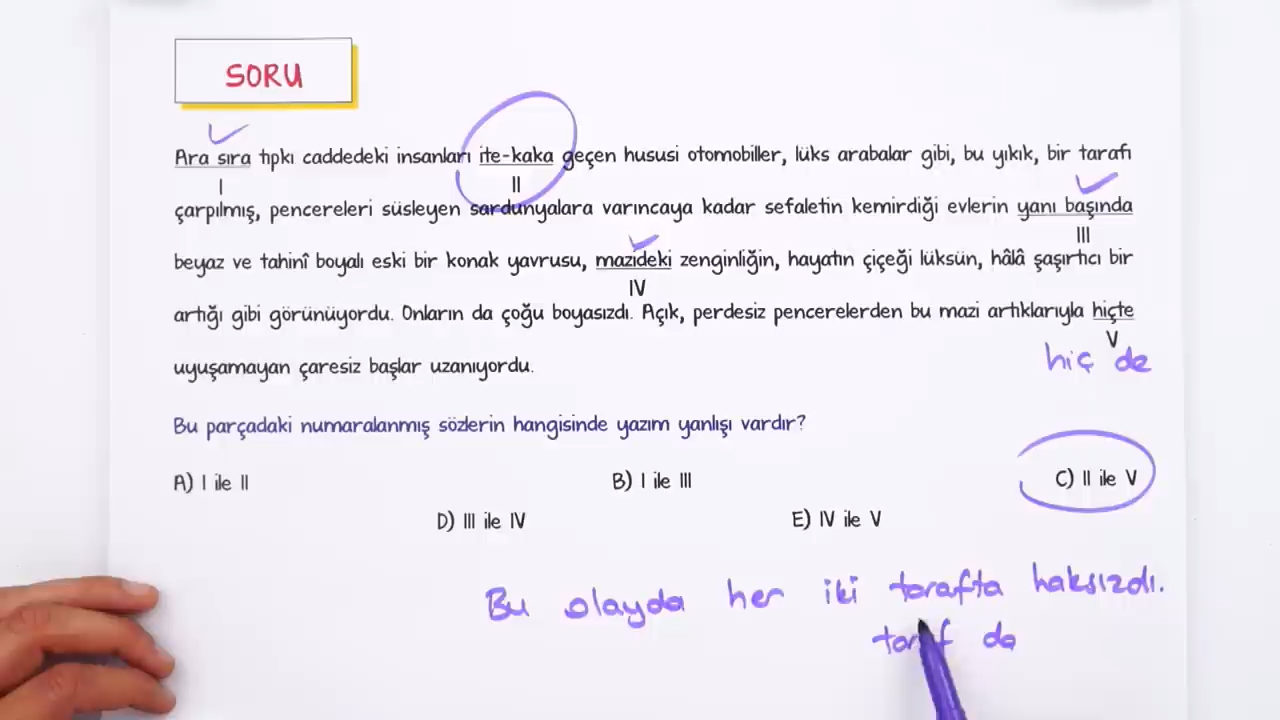 SORU
Ara sıra tıpkı caddedeki insanları ite-kaka geçen hususi otomobiller, lüks arabalar gibi, bu yıkık, bir tarafı
I
II
çarpılmış, pencereleri süsleyen sardunyalara varıncaya kadar sefaletin kemirdiği evlerin yanı başında
III
beyaz ve tahinî boyalı eski bir konak yavrusu, mazideki zenginliğin, hayatın çiçeği lüksün, hâlâ şaşırtıcı bir
IV
artığı gibi görünüyordu. Onların da çoğu boyasızdı. Açık, perdesiz pencerelerden bu mazi artıklarıyla hiçte
V
hiç de
uyuşamayan çaresiz başlar uzanıyordu.
Bu parçadaki numaralanmış sözlerin hangisinde yazım yanlışı vardır?
A) I ile II
B) I ile III
C) II ile V
D) III ile IV
E) IV ile V
Bu olayda her iki tarafta haksızdı.
taraf da